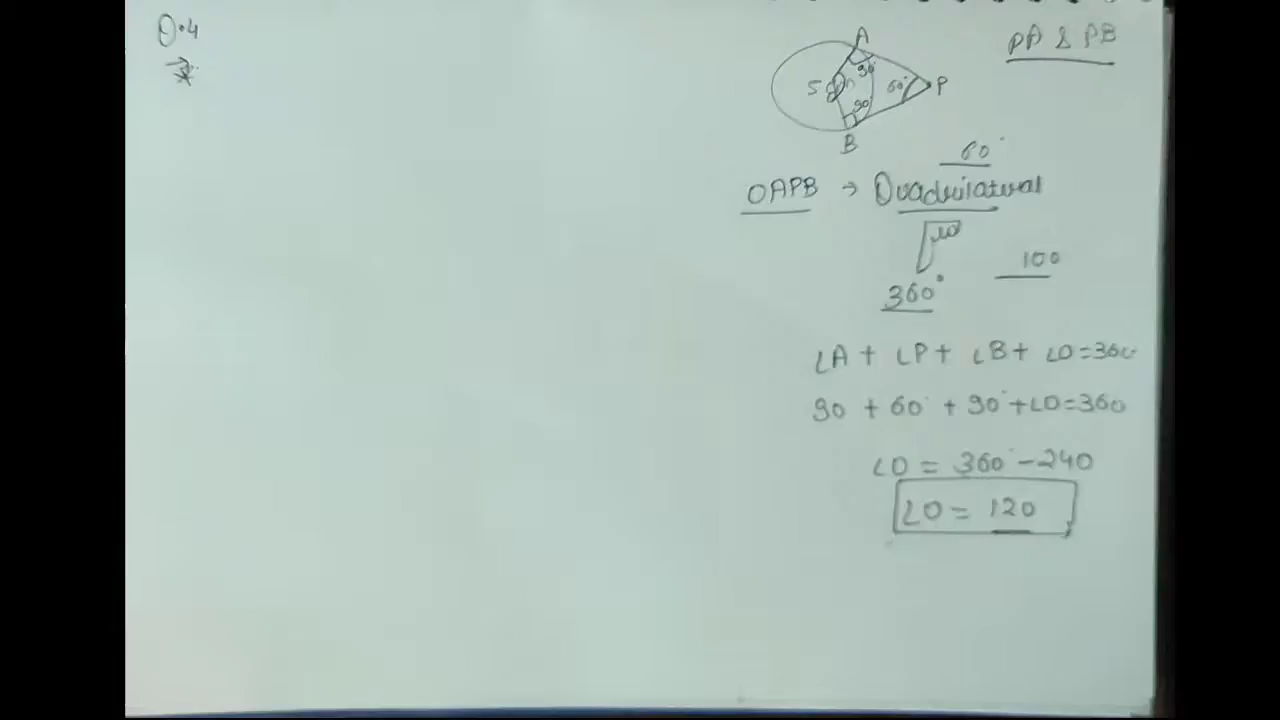 Q.4
PA & PB
A
90°
5
O
60°
P
90°
B
60°
OAPB → Quadrilateral
360°
100
∠A + ∠P + ∠B + ∠O = 360
90 + 60° + 90° + ∠O = 360
∠O = 360° - 240
∠O = 120